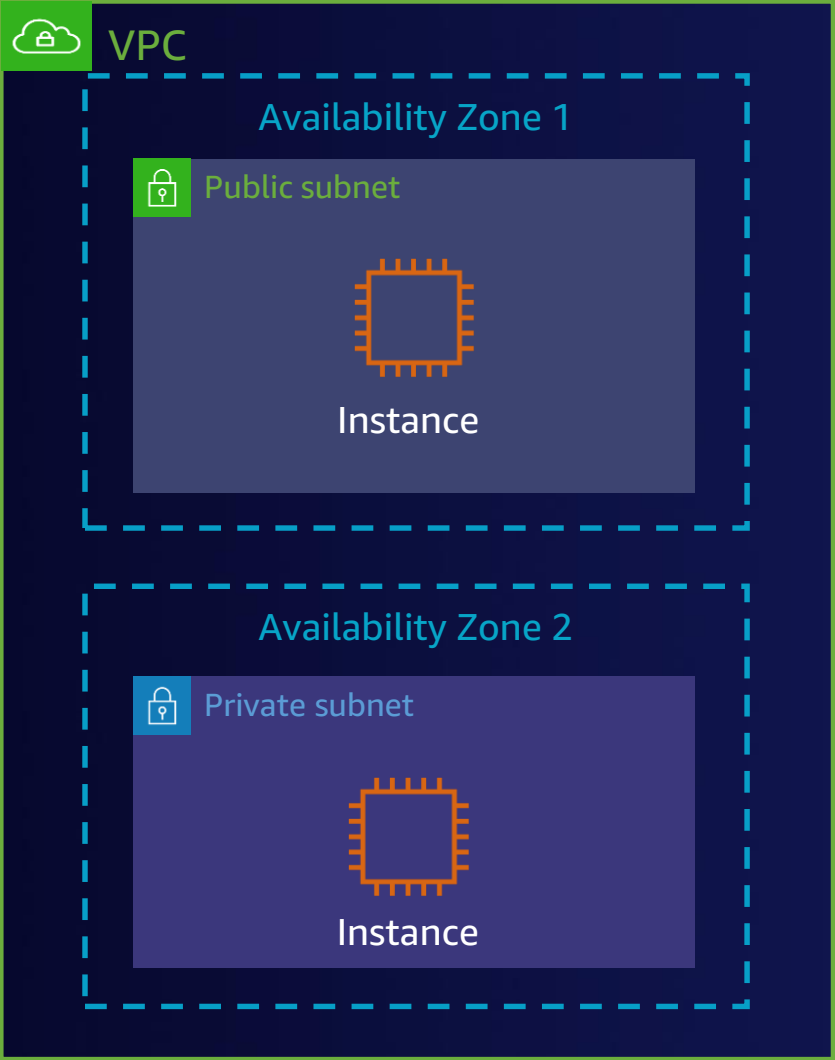 VPC
Availability Zone 1
Public subnet
Instance
Availability Zone 2
Private subnet
Instance